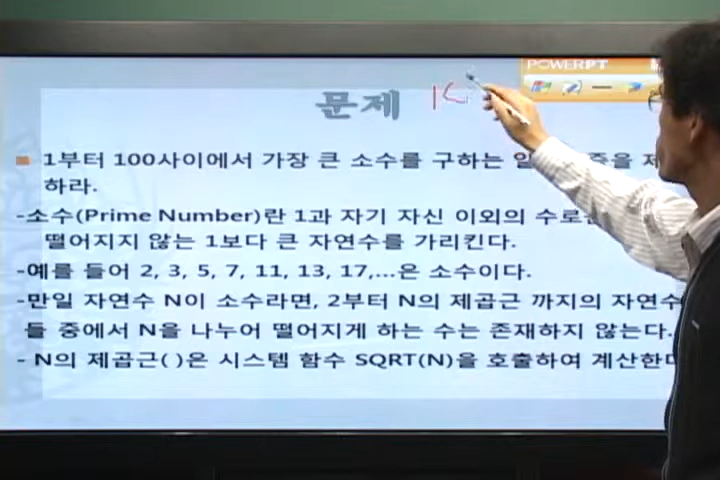 POWERPT
문제 1<
1부터 100사이에서 가장 큰 소수를 구하는 제
하라.
-소수(Prime Number)란 1과 자기 자신 이외의
떨어지지 않는 1보다 큰 자연수를 가리킨다.
-예를 들어 2, 3, 5, 7, 11, 13, 17,...은 소수이다.
-만일 자연수 N이 소수라면, 2부터 N의 제곱근 까지의 자연수
들 중에서 N을 나누어 떨어지게 하는 수는 존재하지 않는다.
- N의 제곱근( )은 시스템 함수 SQRT(N)을 호출하여 계산한